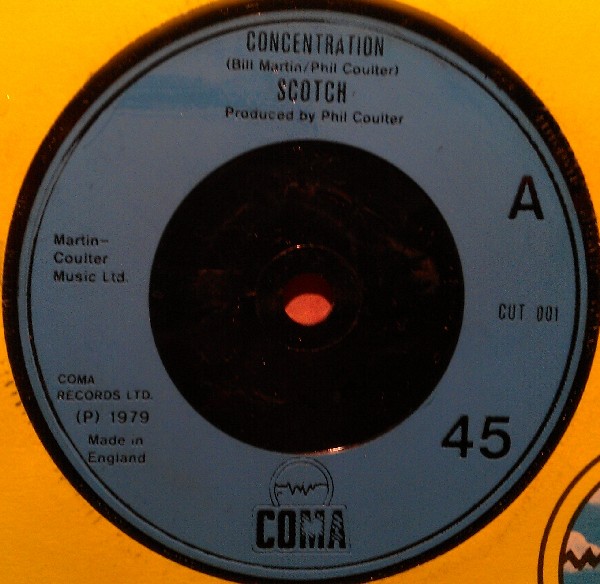 CONCENTRATION
(Bill Martin/Phil Coulter)
SCOTCH
Produced by Phil Coulter
A
Martin-
Coulter
Music Ltd.
CUT 001
COMA
RECORDS LTD.
(P) 1979
Made in
England
45
COMA